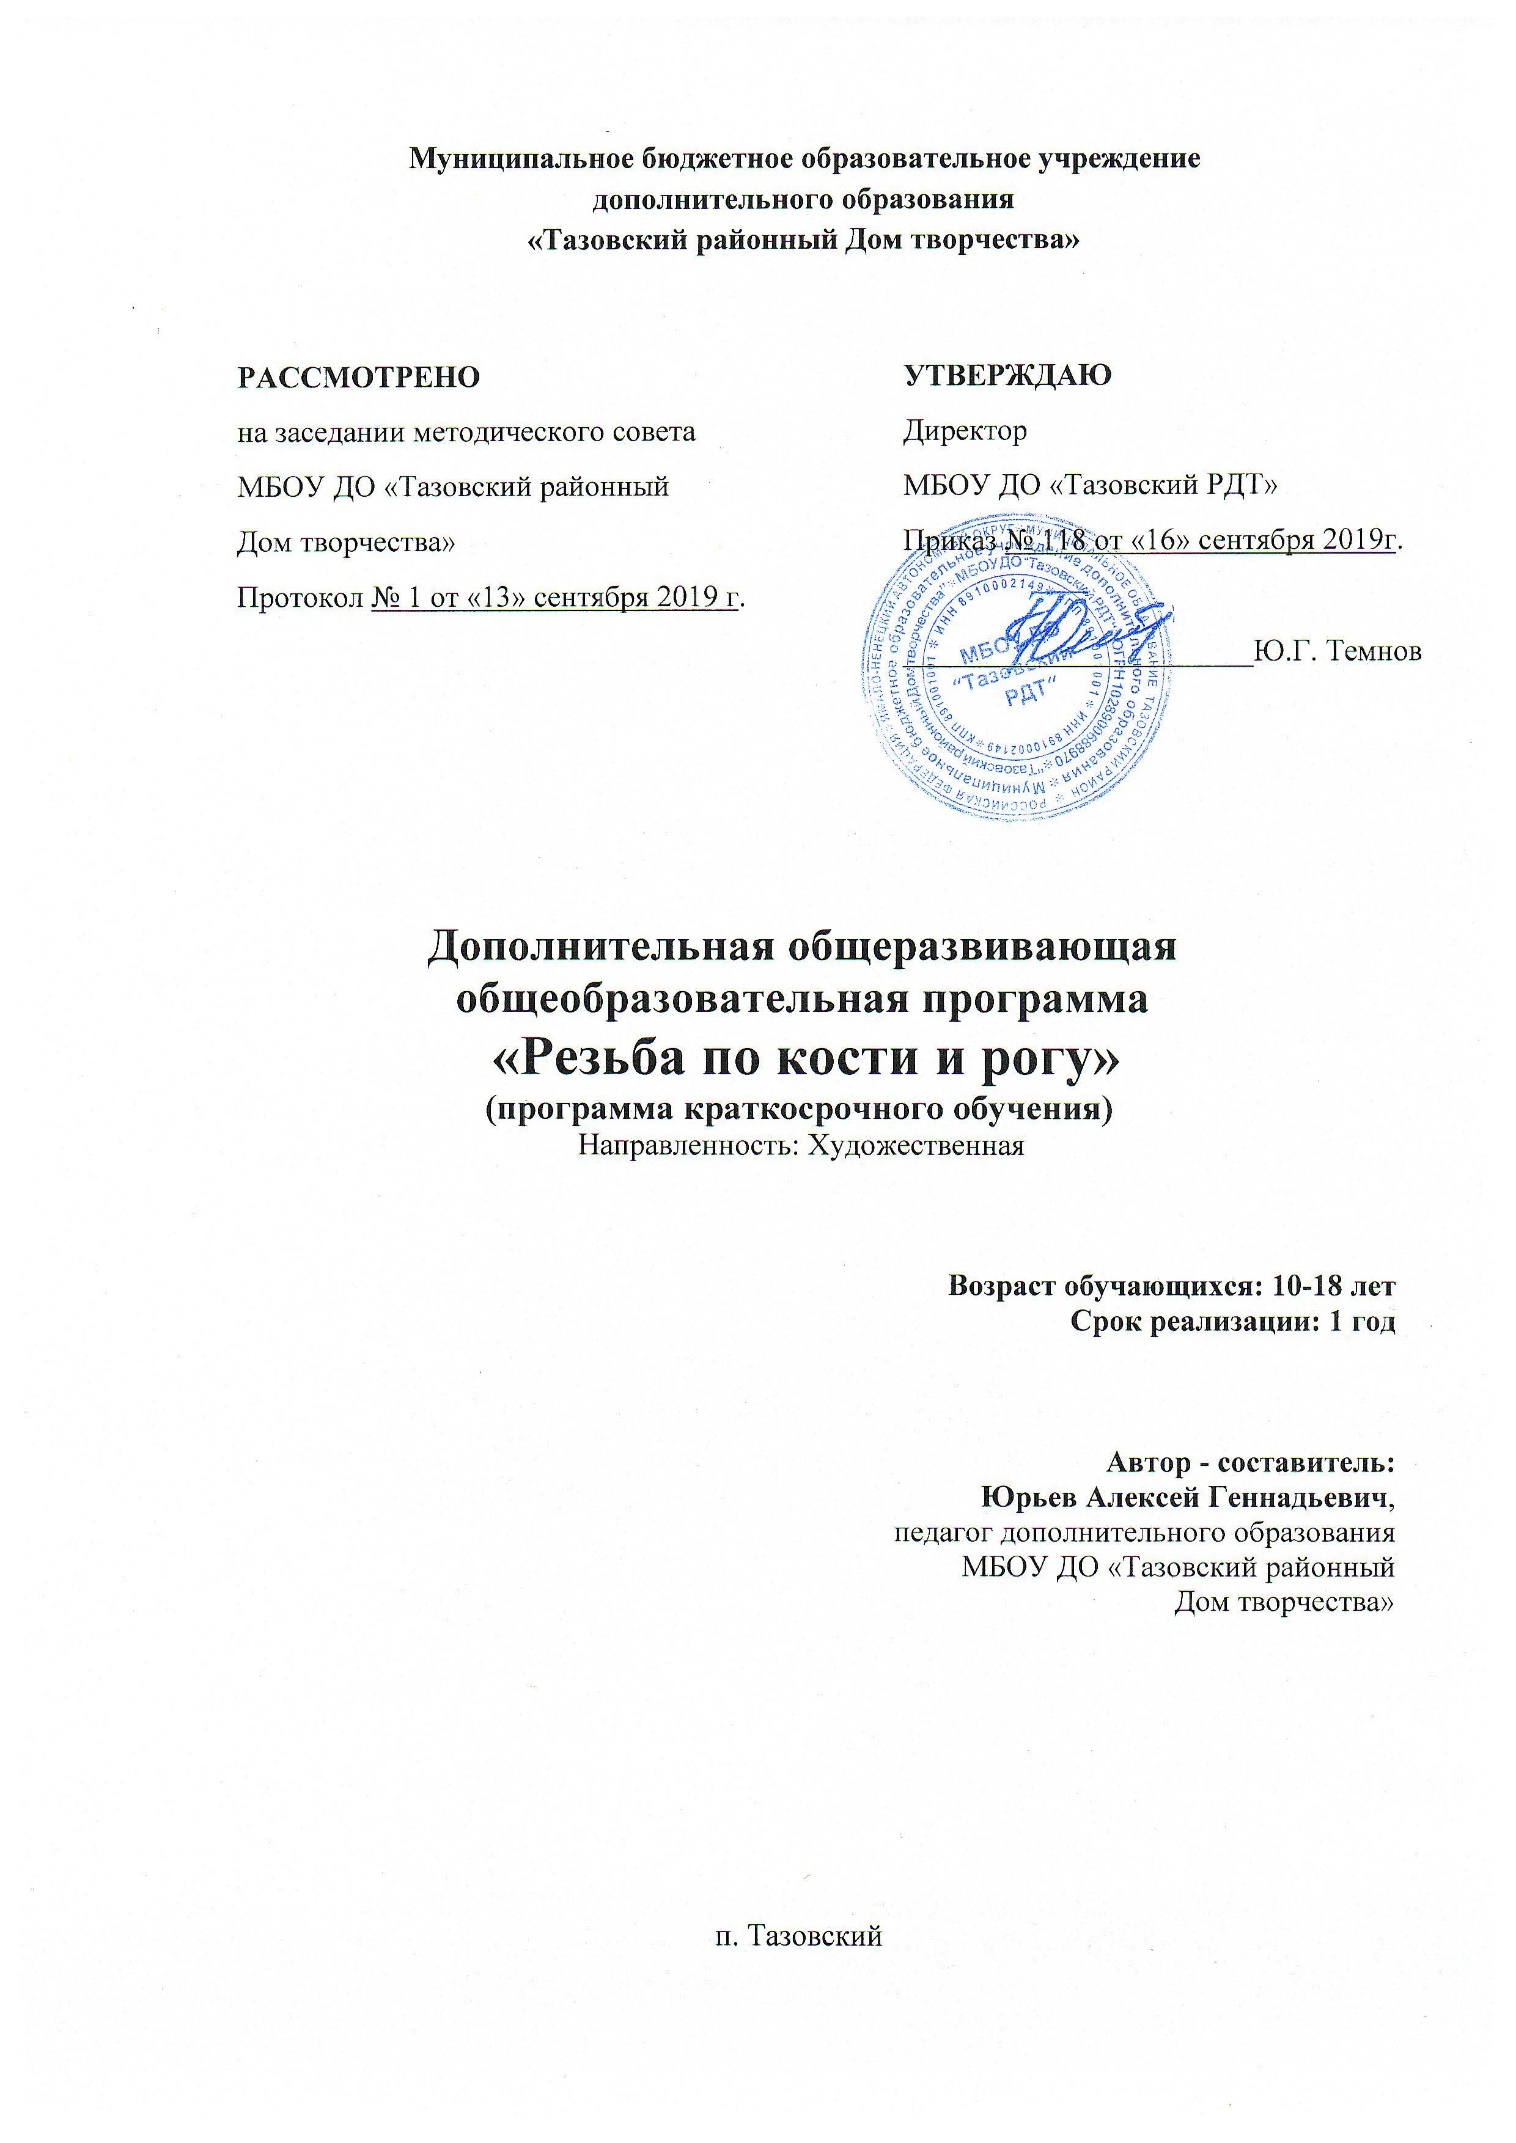 Муниципальное бюджетное образовательное учреждение
дополнительного образования
«Тазовский районный Дом творчества»
РАССМОТРЕНО
на заседании методического совета
МБОУ ДО «Тазовский районный
Дом творчества»
Протокол № 1 от «13» сентября 2019 г.
УТВЕРЖДАЮ
Директор
МБОУ ДО «Тазовский РДТ»
Приказ № 118 от «16» сентября 2019г.
Ю.Г. Темнов
"Тазовский
РДТ"
Дополнительная общеразвивающая
общеобразовательная программа
«Резьба по кости и рогу»
(программа краткосрочного обучения)
Направленность: Художественная
Возраст обучающихся: 10-18 лет
Срок реализации: 1 год
Автор - составитель:
Юрьев Алексей Геннадьевич,
педагог дополнительного образования
МБОУ ДО «Тазовский районный
Дом творчества»
п. Тазовский